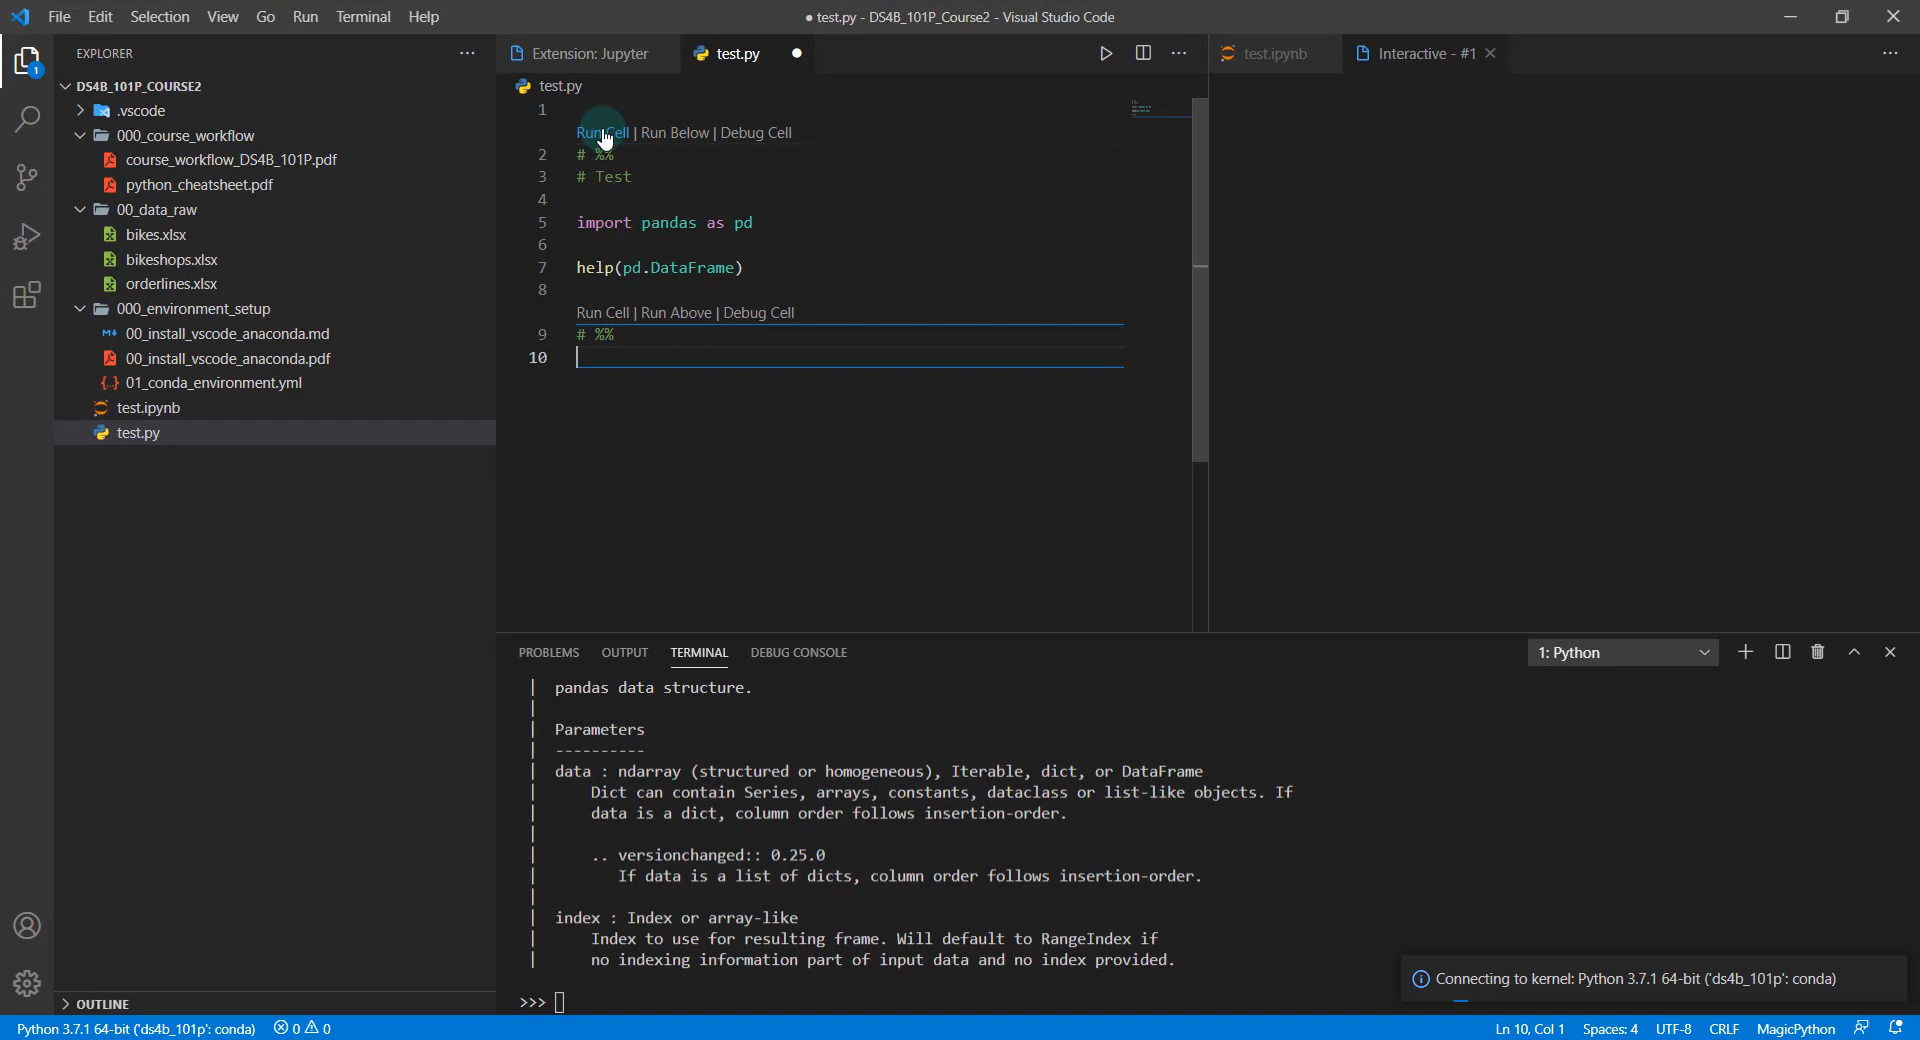 File Edit Selection View Go Run Terminal Help
● test.py - DS4B_101P_Course2 - Visual Studio Code
EXPLORER
DS4B_101P_COURSE2
.vscode
000_course_workflow
course_workflow_DS4B_101P.pdf
python_cheatsheet.pdf
00_data_raw
bikes.xlsx
bikeshops.xlsx
orderlines.xlsx
000_environment_setup
00_install_vscode_anaconda.md
00_install_vscode_anaconda.pdf
01_conda_environment.yml
test.ipynb
test.py
OUTLINE
Extension: Jupyter
test.py
test.py
1
Run Cell | Run Below | Debug Cell
2 # %%
3 # Test
4
5 import pandas as pd
6
7 help(pd.DataFrame)
8
Run Cell | Run Above | Debug Cell
9 # %%
10
test.ipynb
Interactive - #1
PROBLEMS OUTPUT TERMINAL DEBUG CONSOLE
1: Python
| pandas data structure.
|
| Parameters
| ----------
| data : ndarray (structured or homogeneous), Iterable, dict, or DataFrame
| Dict can contain Series, arrays, constants, dataclass or list-like objects. If
| data is a dict, column order follows insertion-order.
|
| .. versionchanged:: 0.25.0
| If data is a list of dicts, column order follows insertion-order.
|
| index : Index or array-like
| Index to use for resulting frame. Will default to RangeIndex if
| no indexing information part of input data and no index provided.
>>>
Connecting to kernel: Python 3.7.1 64-bit ('ds4b_101p': conda)
Python 3.7.1 64-bit ('ds4b_101p': conda) 0 0
Ln 10, Col 1 Spaces: 4 UTF-8 CRLF MagicPython
1